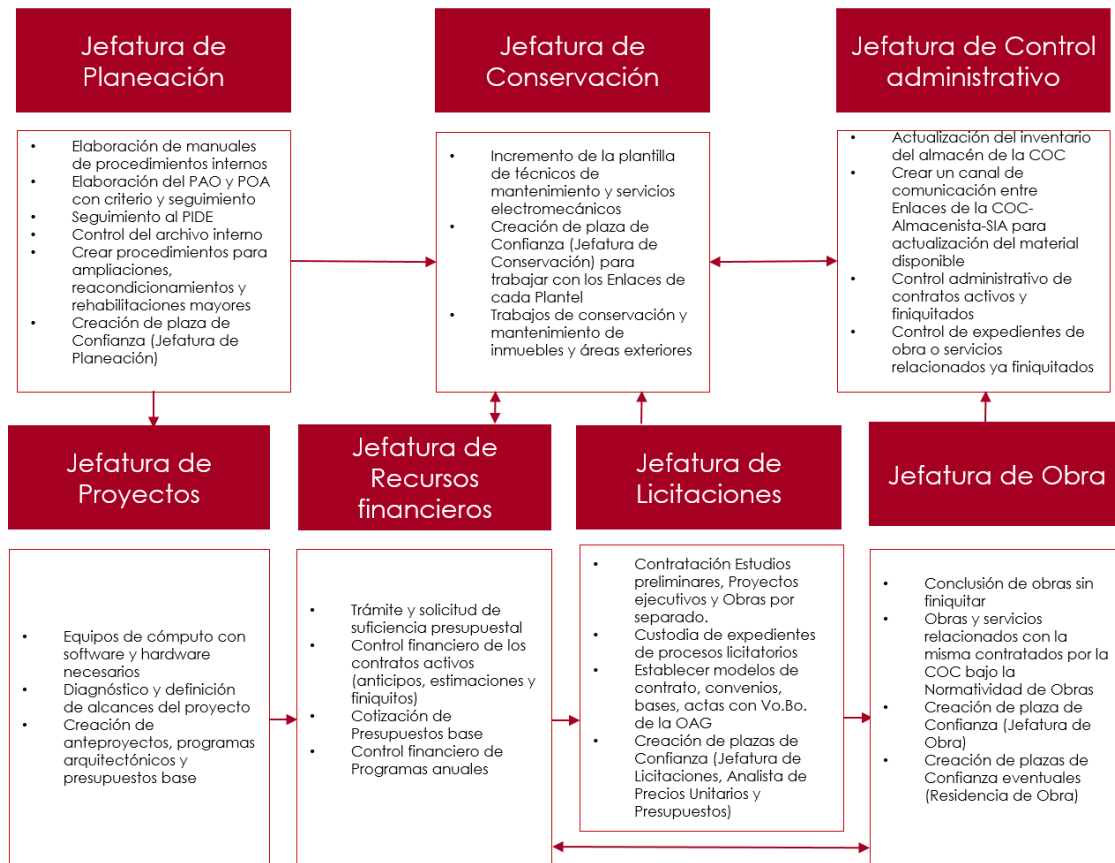 Jefatura de
Planeación
• Elaboración de manuales
de procedimientos internos
• Elaboración del PAO y POA
con criterio y seguimiento
• Seguimiento al PIDE
• Control del archivo interno
• Crear procedimientos para
ampliaciones,
reacondicionamientos y
rehabilitaciones mayores
• Creación de plaza de
Confianza (Jefatura de
Planeación)
Jefatura de
Conservación
• Incremento de la plantilla
de técnicos de
mantenimiento y servicios
electromecánicos
• Creación de plaza de
Confianza (Jefatura de
Conservación) para
trabajar con los Enlaces de
cada Plantel
• Trabajos de conservación y
mantenimiento de
inmuebles y áreas exteriores
Jefatura de Control
administrativo
• Actualización del inventario
del almacén de la COC
• Crear un canal de
comunicación entre
Enlaces de la COC-
Almacenista-SIA para
actualización del material
disponible
• Control administrativo de
contratos activos y
finiquitados
• Control de expedientes de
obra o servicios
relacionados ya finiquitados
Jefatura de
Proyectos
• Equipos de cómputo con
software y hardware
necesarios
• Diagnóstico y definición
de alcances del proyecto
• Creación de
anteproyectos, programas
arquitectónicos y
presupuestos base
Jefatura de
Recursos
financieros
• Trámite y solicitud de
suficiencia presupuestal
• Control financiero de los
contratos activos
(anticipos, estimaciones y
finiquitos)
• Cotización de
Presupuestos base
• Control financiero de
Programas anuales
Jefatura de
Licitaciones
• Contratación Estudios
preliminares, Proyectos
ejecutivos y Obras por
separado.
• Custodia de expedientes
de procesos licitatorios
• Establecer modelos de
contrato, convenios,
bases, actas con Vo.Bo.
de la OAG
• Creación de plazas de
Confianza (Jefatura de
Licitaciones, Analista de
Precios Unitarios y
Presupuestos)
Jefatura de Obra
• Conclusión de obras sin
finiquitar
• Obras y servicios
relacionados con la
misma contratados por la
COC bajo la
Normatividad de Obras
• Creación de plaza de
Confianza (Jefatura de
Obra)
• Creación de plazas de
Confianza eventuales
(Residencia de Obra)